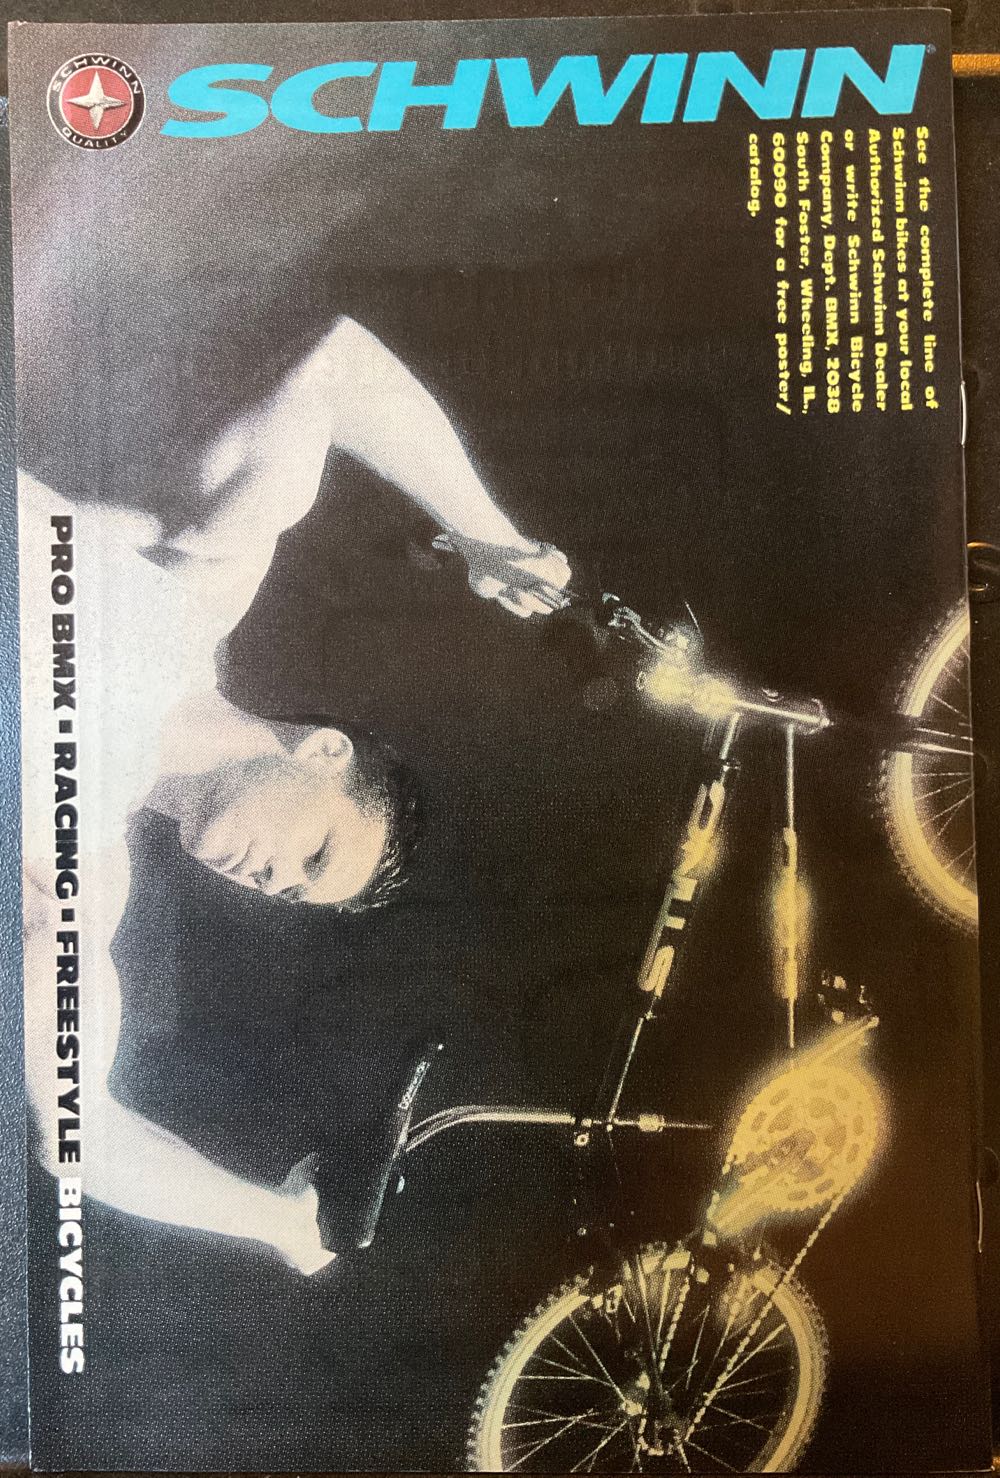 SCHWINN
QUALITY
SCHWINN®
See the complete line of
Schwinn bikes at your local
Authorized Schwinn Dealer
or write Schwinn Bicycle
Company, Dept. BMX, 2038
South Foster, Wheeling, IL,
60090 for a free poster/
catalog.
PRO BMX ▪ RACING ▪ FREESTYLE BICYCLES